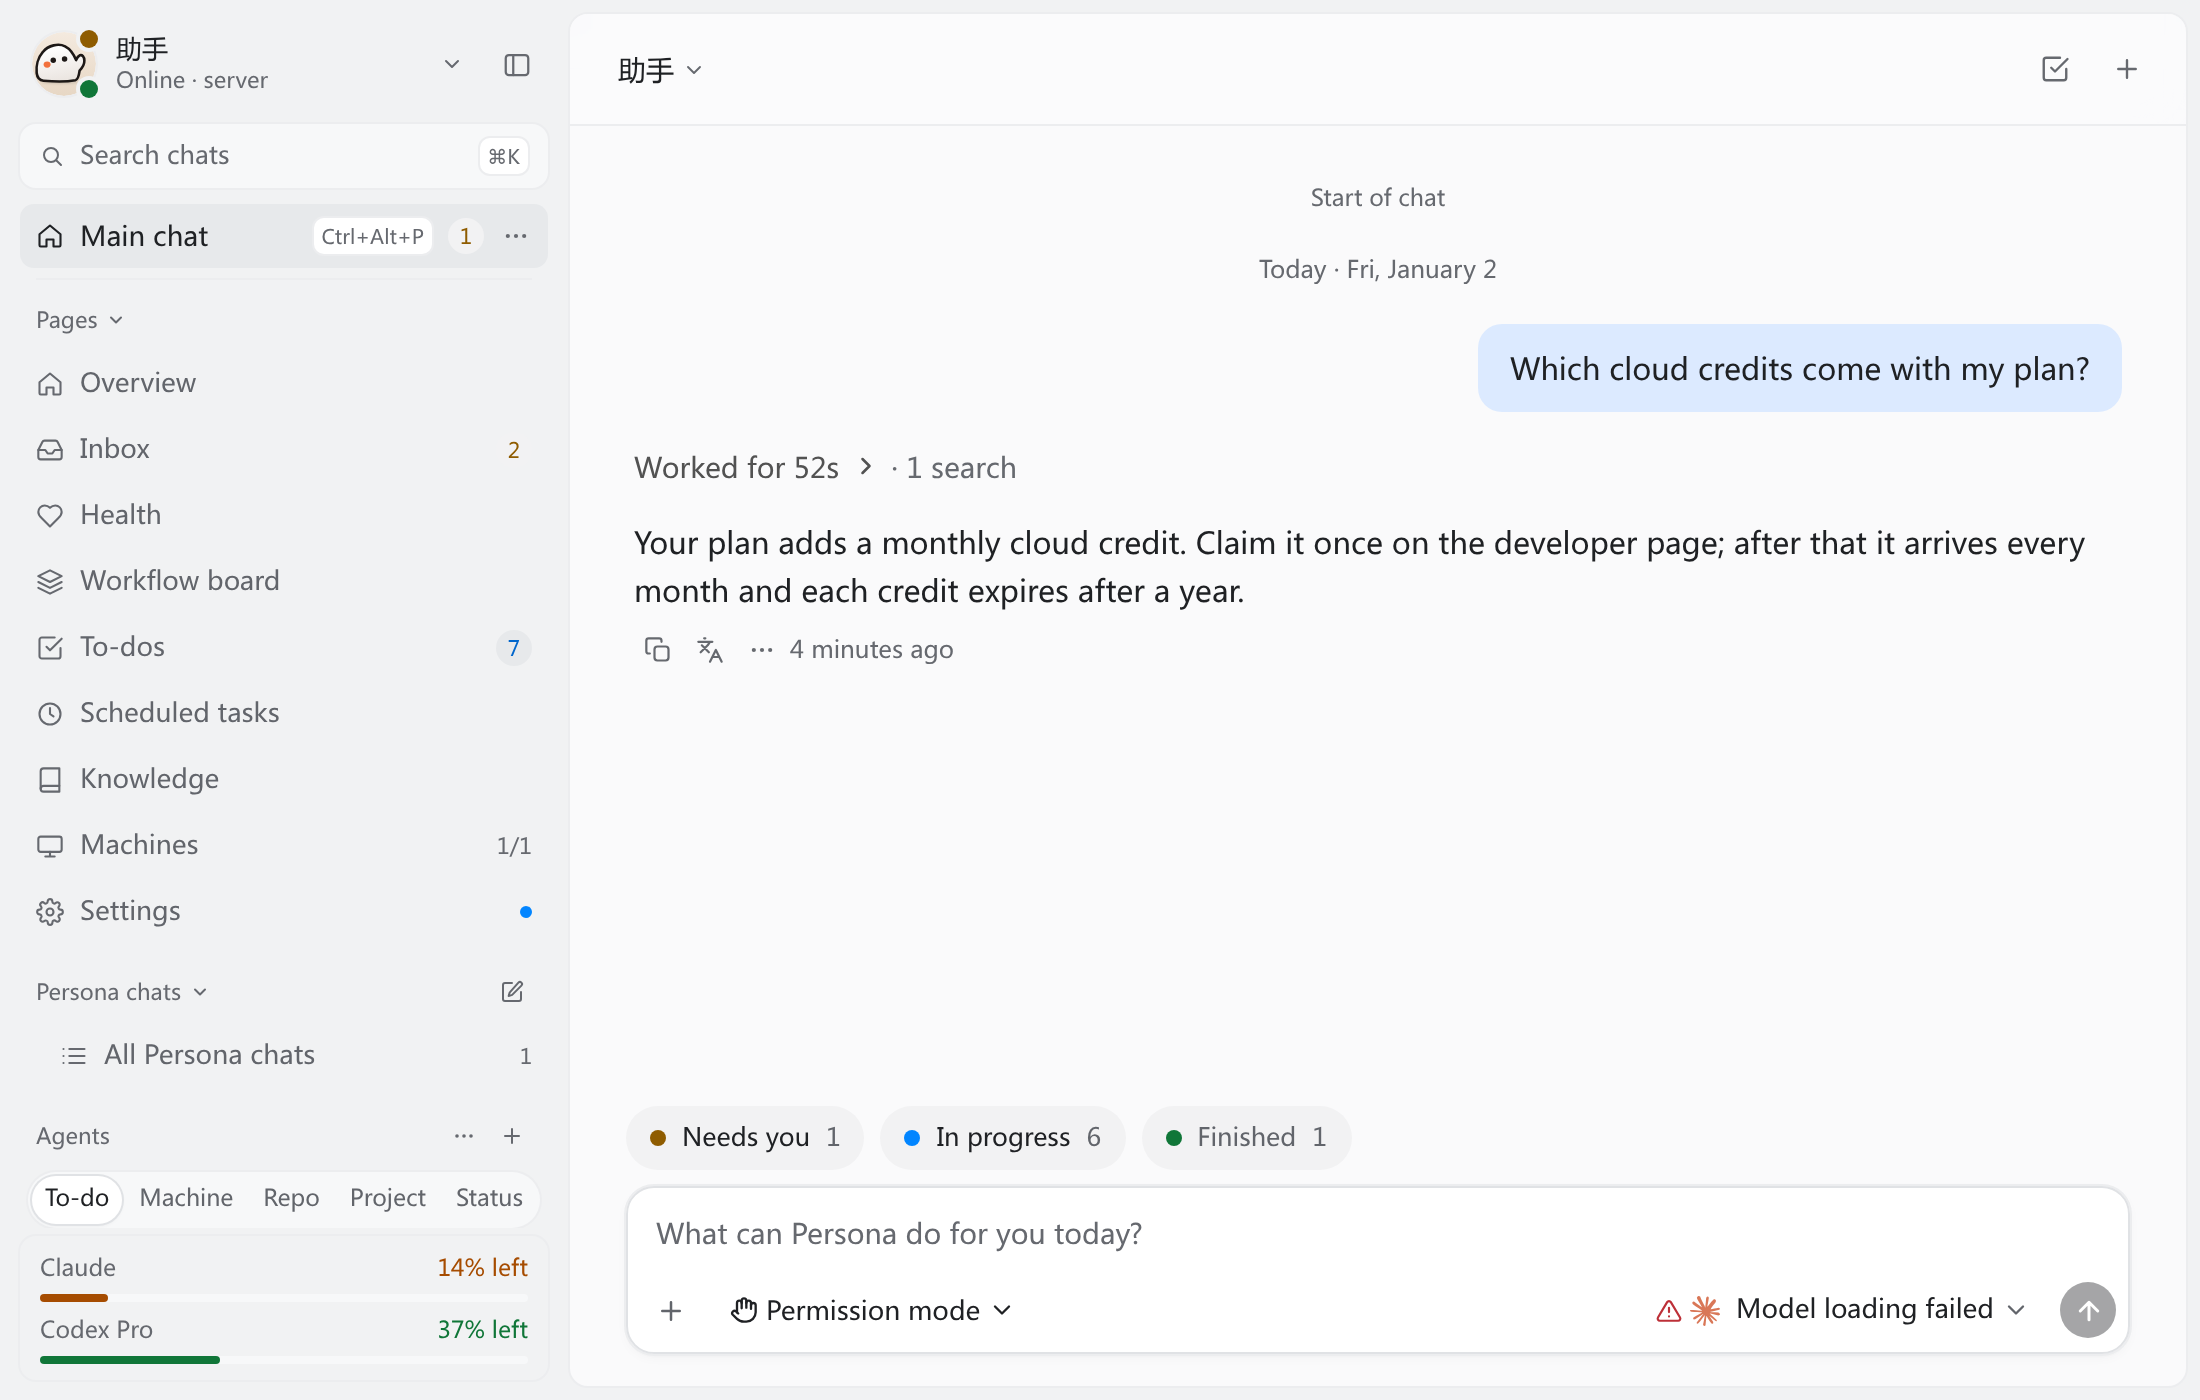 助手
Online · server
Search chats
⌘K
Main chat
Ctrl+Alt+P
1
Pages
Overview
Inbox
2
Health
Workflow board
To-dos
7
Scheduled tasks
Knowledge
Machines
1/1
Settings
Persona chats
All Persona chats
1
Agents
To-do
Machine
Repo
Project
Status
Claude
14% left
Codex Pro
37% left
助手
Start of chat
Today · Fri, January 2
Which cloud credits come with my plan?
Worked for 52s
· 1 search
Your plan adds a monthly cloud credit. Claim it once on the developer page; after that it arrives every
month and each credit expires after a year.
4 minutes ago
Needs you 1
In progress 6
Finished 1
What can Persona do for you today?
Permission mode
Model loading failed